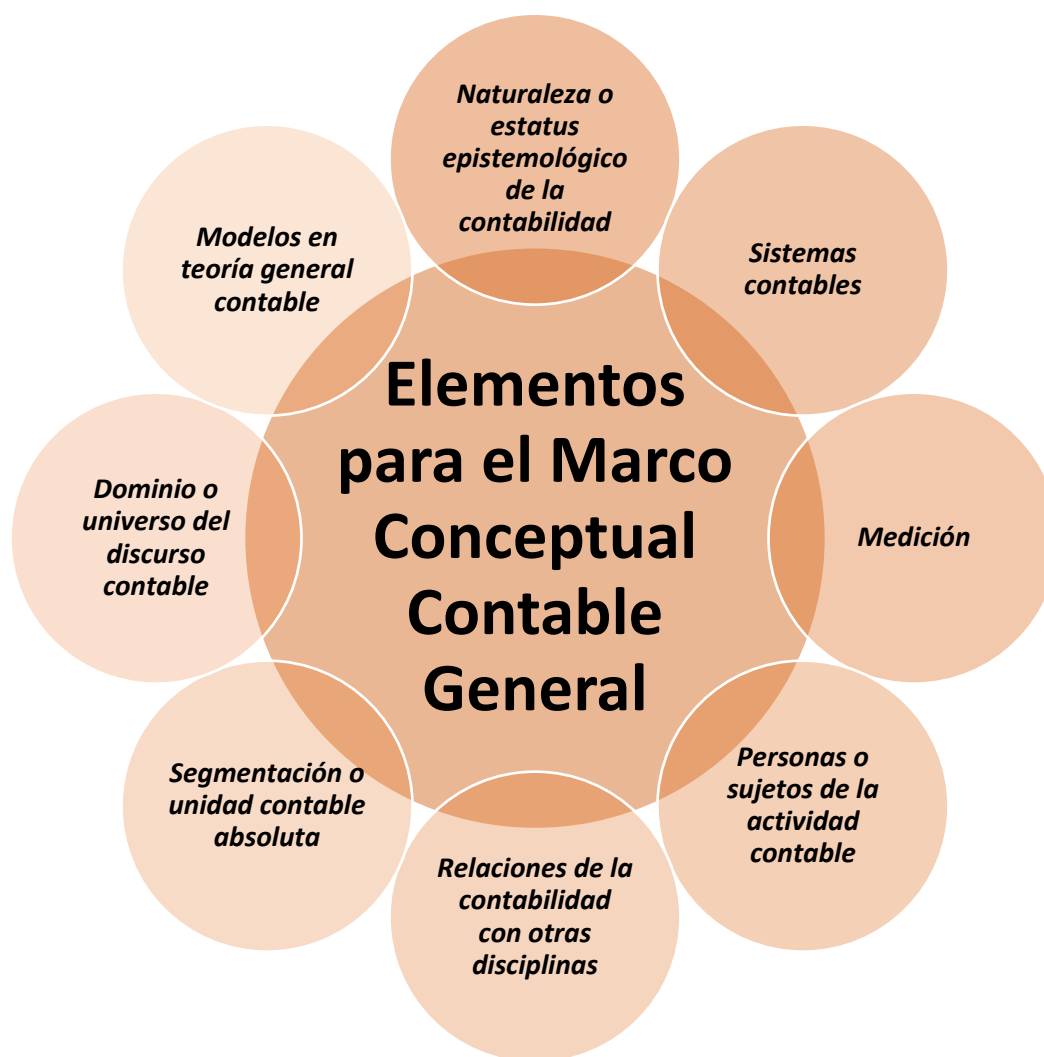 Naturaleza o
estatus
epistemológico
de la
contabilidad
Sistemas
contables
Medición
Personas o
sujetos de la
actividad
contable
Relaciones de la
contabilidad
con otras
disciplinas
Segmentación o
unidad contable
absoluta
Dominio o
universo del
discurso
contable
Modelos en
teoría general
contable
Elementos
para el Marco
Conceptual
Contable
General